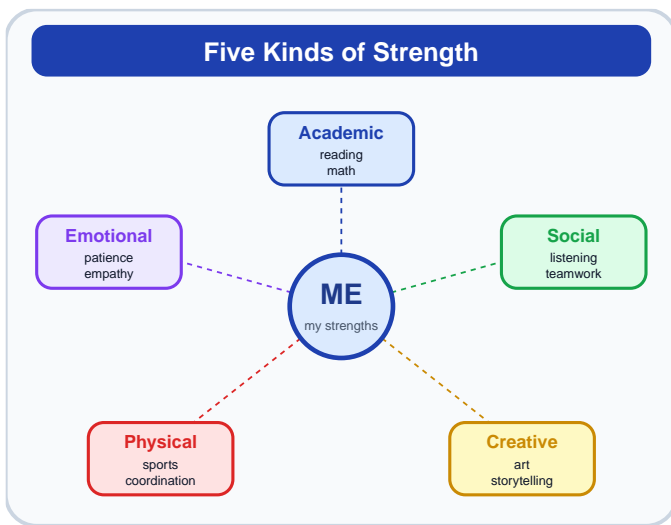 Five Kinds of Strength
Academic
reading
math
Emotional
patience
empathy
Social
listening
teamwork
ME
my strengths
Physical
sports
coordination
Creative
art
storytelling